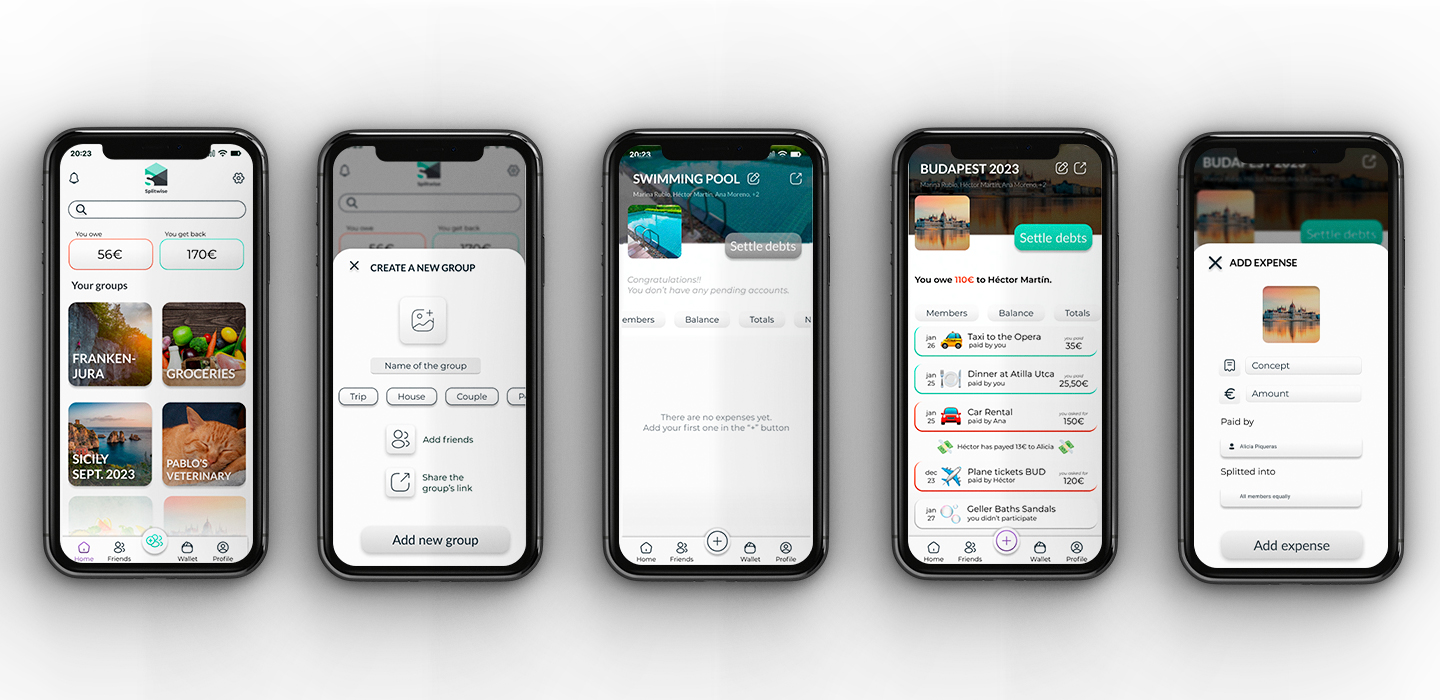 20:23
Splitwise
You owe
You get back
56€
170€
Your groups
FRANKEN-
JURA
GROCERIES
SICILY
SEPT. 2023
PABLO'S
VETERINARY
Home
Friends
Wallet
Profile
Splitwise
56€
170€
CREATE A NEW GROUP
Name of the group
Trip
House
Couple
Add friends
Share the
group's link
Add new group
20:23
SWIMMING POOL
Marina Rubio, Héctor Martín, Ana Moreno, +2
Settle debts
Congratulations!!
You don't have any pending accounts.
embers
Balance
Totals
N
There are no expenses yet.
Add your first one in the "+" button
Home
Friends
Wallet
Profile
BUDAPEST 2023
Marina Rubio, Héctor Martín, Ana Moreno, +2
Settle debts
You owe 110€ to Héctor Martín.
Members
Balance
Totals
jan
26
Taxi to the Opera
paid by you
you paid
35€
jan
25
Dinner at Atilla Utca
paid by you
you paid
25,50€
jan
25
Car Rental
paid by Ana
you asked for
150€
Héctor has payed 13€ to Alicia
dec
23
Plane tickets BUD
paid by Héctor
you asked for
120€
jan
27
Geller Baths Sandals
you didn't participate
Home
Friends
Wallet
Profile
BUDAPEST 2023
Settle debts
ADD EXPENSE
Concept
€
Amount
Paid by
Alicia Piqueras
Splitted into
All members equally
Add expense